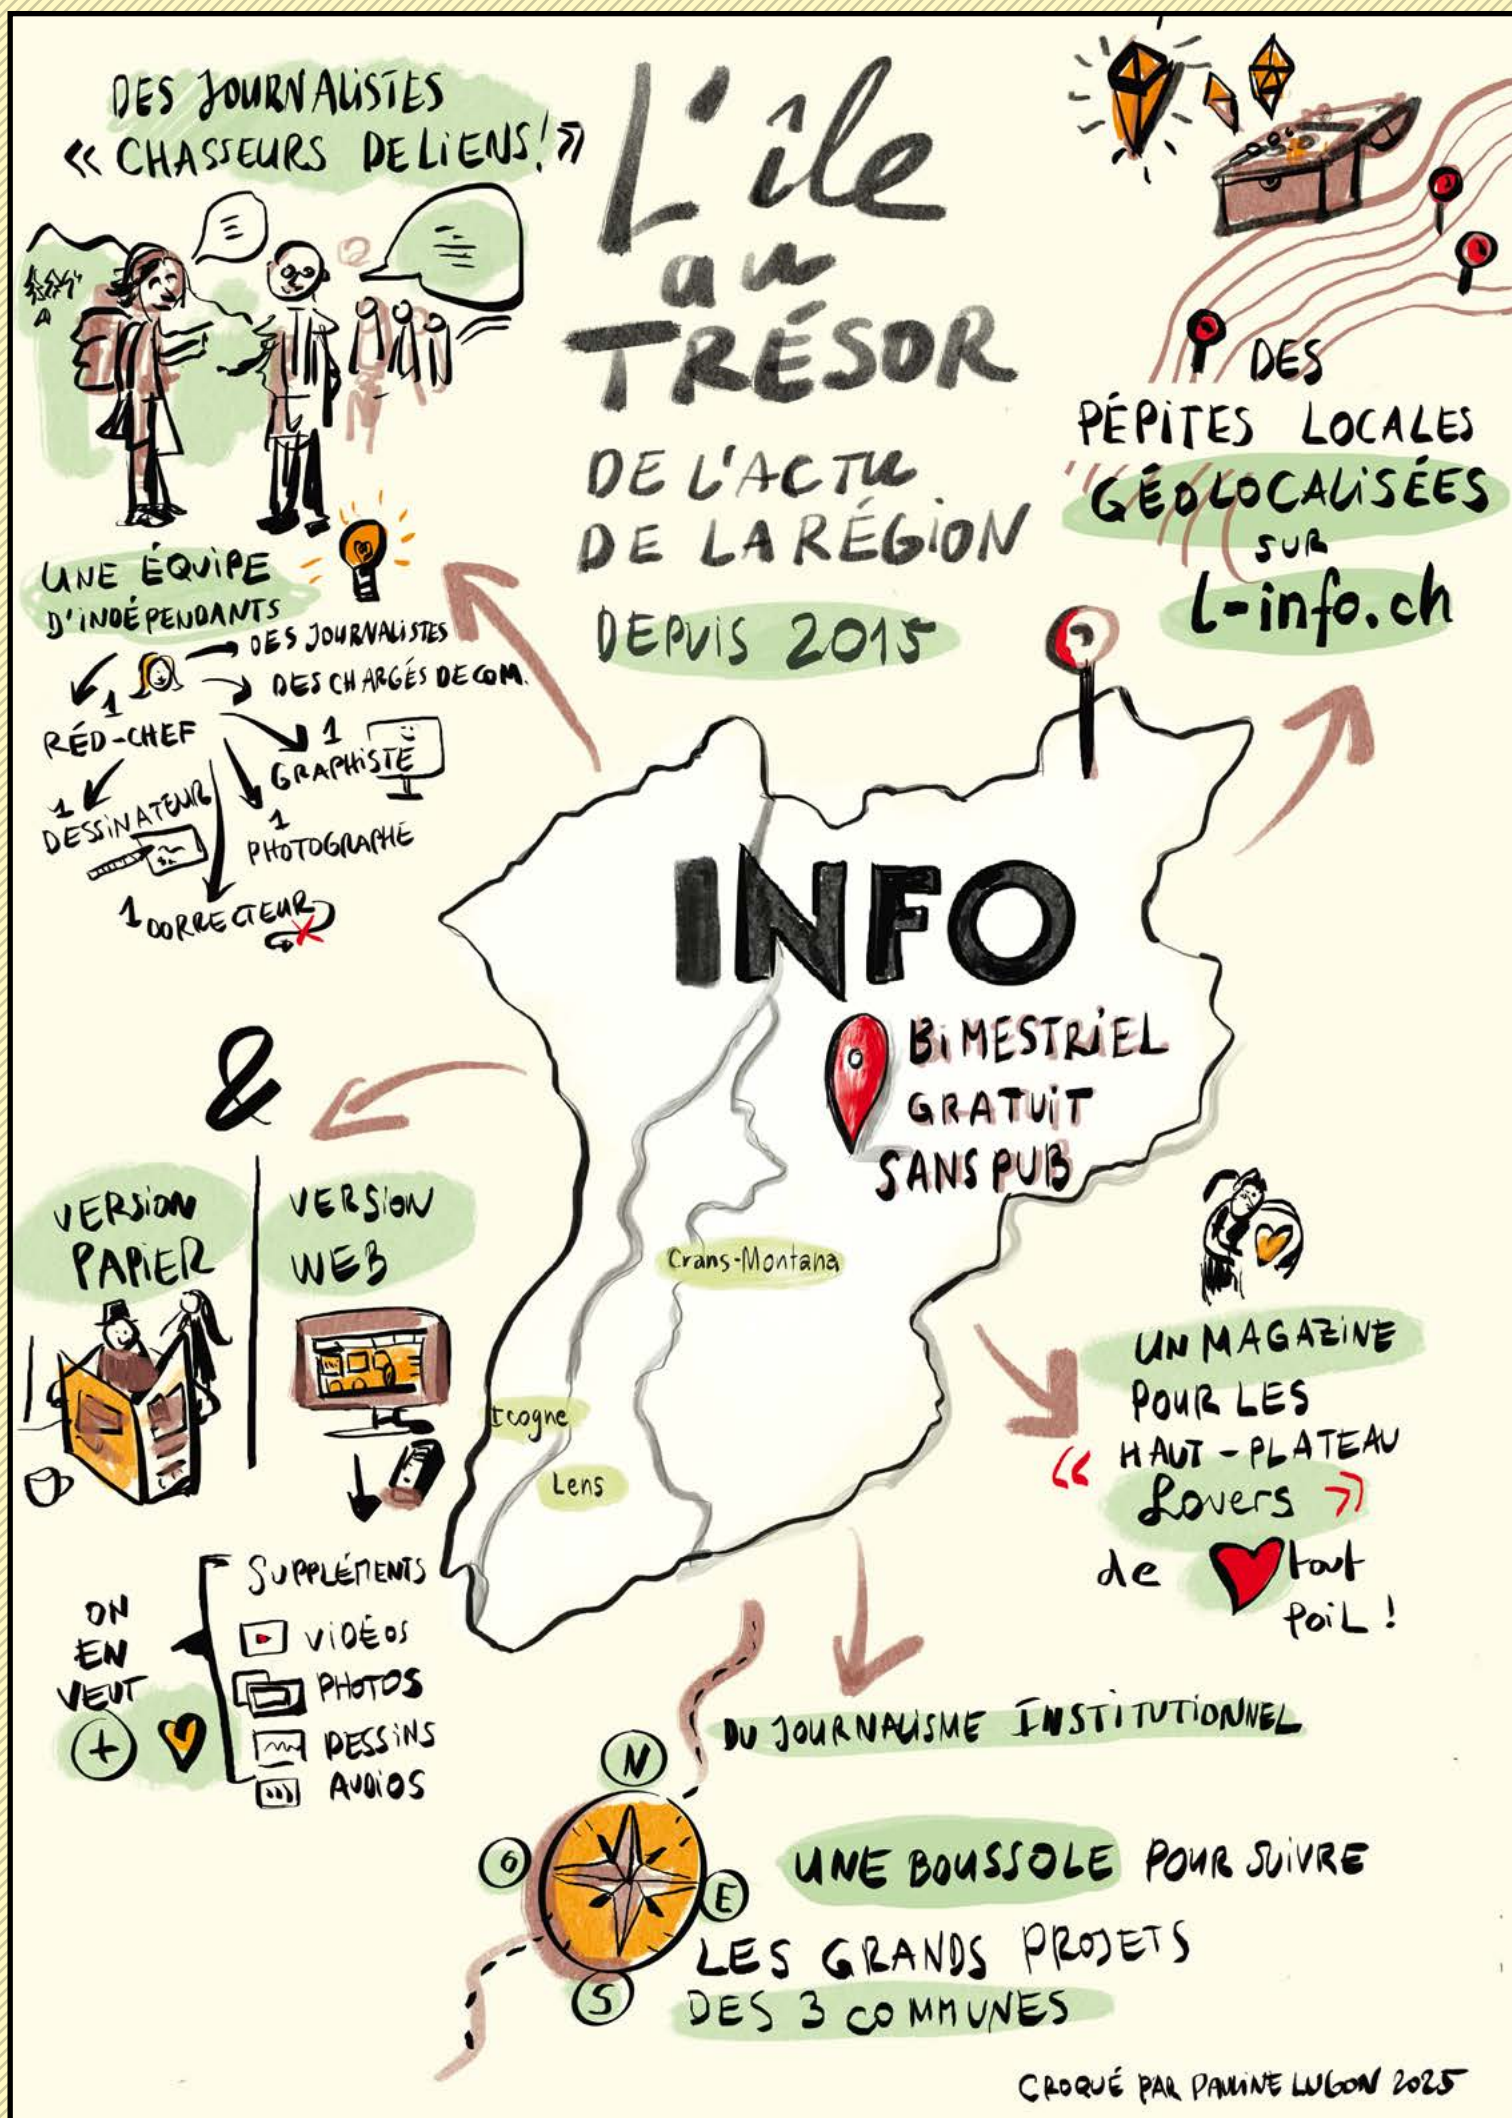 DES JOURNALISTES
« CHASSEURS DE LIENS! »
L'île
au
TRÉSOR
DE L'ACTU
DE LA RÉGION
DEPUIS 2015
DES
PÉPITES LOCALES
GÉOLOCALISÉES
SUR
l-info.ch
UNE ÉQUIPE
D'INDÉPENDANTS
DES JOURNALISTES
DES CHARGÉS DE COM.
1
RÉD-CHEF
1
GRAPHISTE
1
DESSINATEUR
1
PHOTOGRAPHE
1 CORRECTEUR
INFO
BIMESTRIEL
GRATUIT
SANS PUB
Crans-Montana
Icogne
Lens
&
VERSION
PAPIER
VERSION
WEB
ON
EN
VEUT
+
SUPPLÉMENTS
VIDÉOS
PHOTOS
DESSINS
AUDIOS
UN MAGAZINE
POUR LES
« HAUT-PLATEAU
Lovers »
de tout
poil !
DU JOURNALISME INSTITUTIONNEL
N
O
E
S
UNE BOUSSOLE POUR SUIVRE
LES GRANDS PROJETS
DES 3 COMMUNES
CROQUÉ PAR PAULINE LUGON 2025